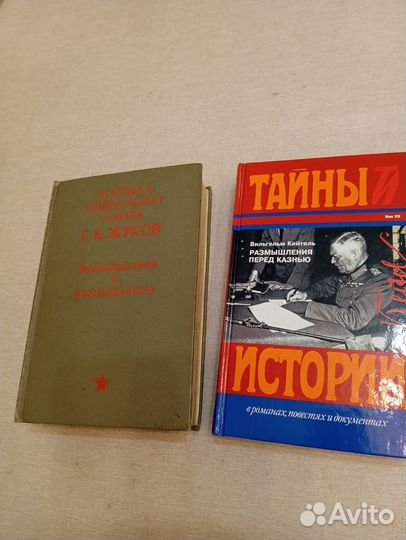 МАРШАЛ
СОВЕТСКОГО
СОЮЗА
Г. К. ЖУКОВ
ВОСПОМИНАНИЯ
И
РАЗМЫШЛЕНИЯ
ТАЙНЫ
Век XX
Вильгельм Кейтель
РАЗМЫШЛЕНИЯ
ПЕРЕД КАЗНЬЮ
ИСТОРИИ
в романах, повестях и документах
Avito